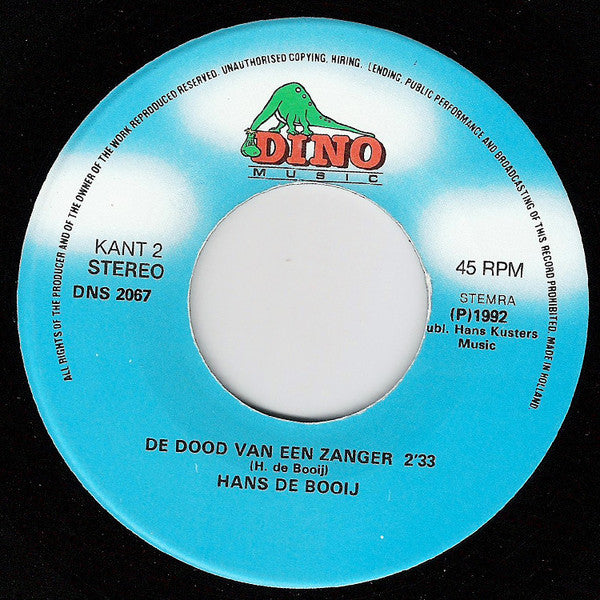 ALL RIGHTS OF THE PRODUCER AND OF THE OWNER OF THE WORK REPRODUCED RESERVED. UNAUTHORISED COPYING, HIRING, LENDING, PUBLIC PERFORMANCE AND BROADCASTING OF THIS RECORD PROHIBITED. MADE IN HOLLAND.
DINO
MUSIC
KANT 2
STEREO
DNS 2067
45 RPM
STEMRA
(P)1992
ubl. Hans Kusters
Music
DE DOOD VAN EEN ZANGER 2'33
(H. de Booij)
HANS DE BOOIJ